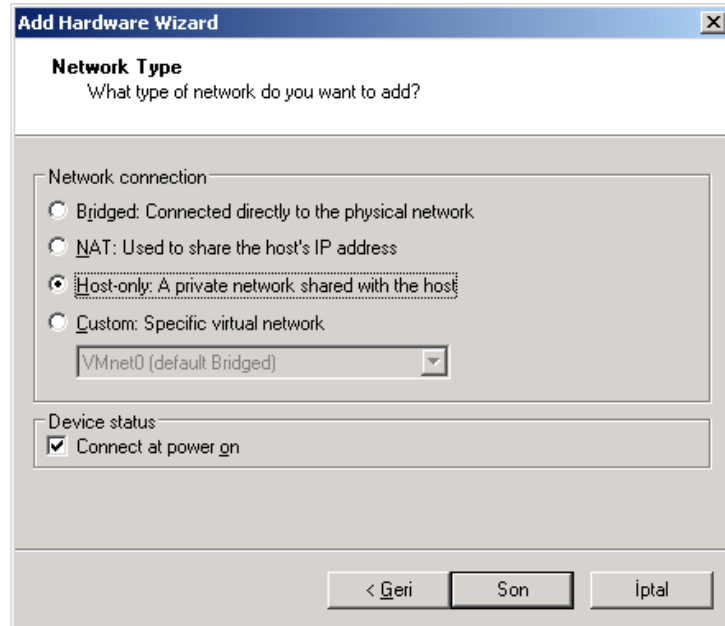 Add Hardware Wizard
Network Type
What type of network do you want to add?
Network connection
Bridged: Connected directly to the physical network
NAT: Used to share the host's IP address
Host-only: A private network shared with the host
Custom: Specific virtual network
VMnet0 (default Bridged)
Device status
Connect at power on
< Geri Son İptal